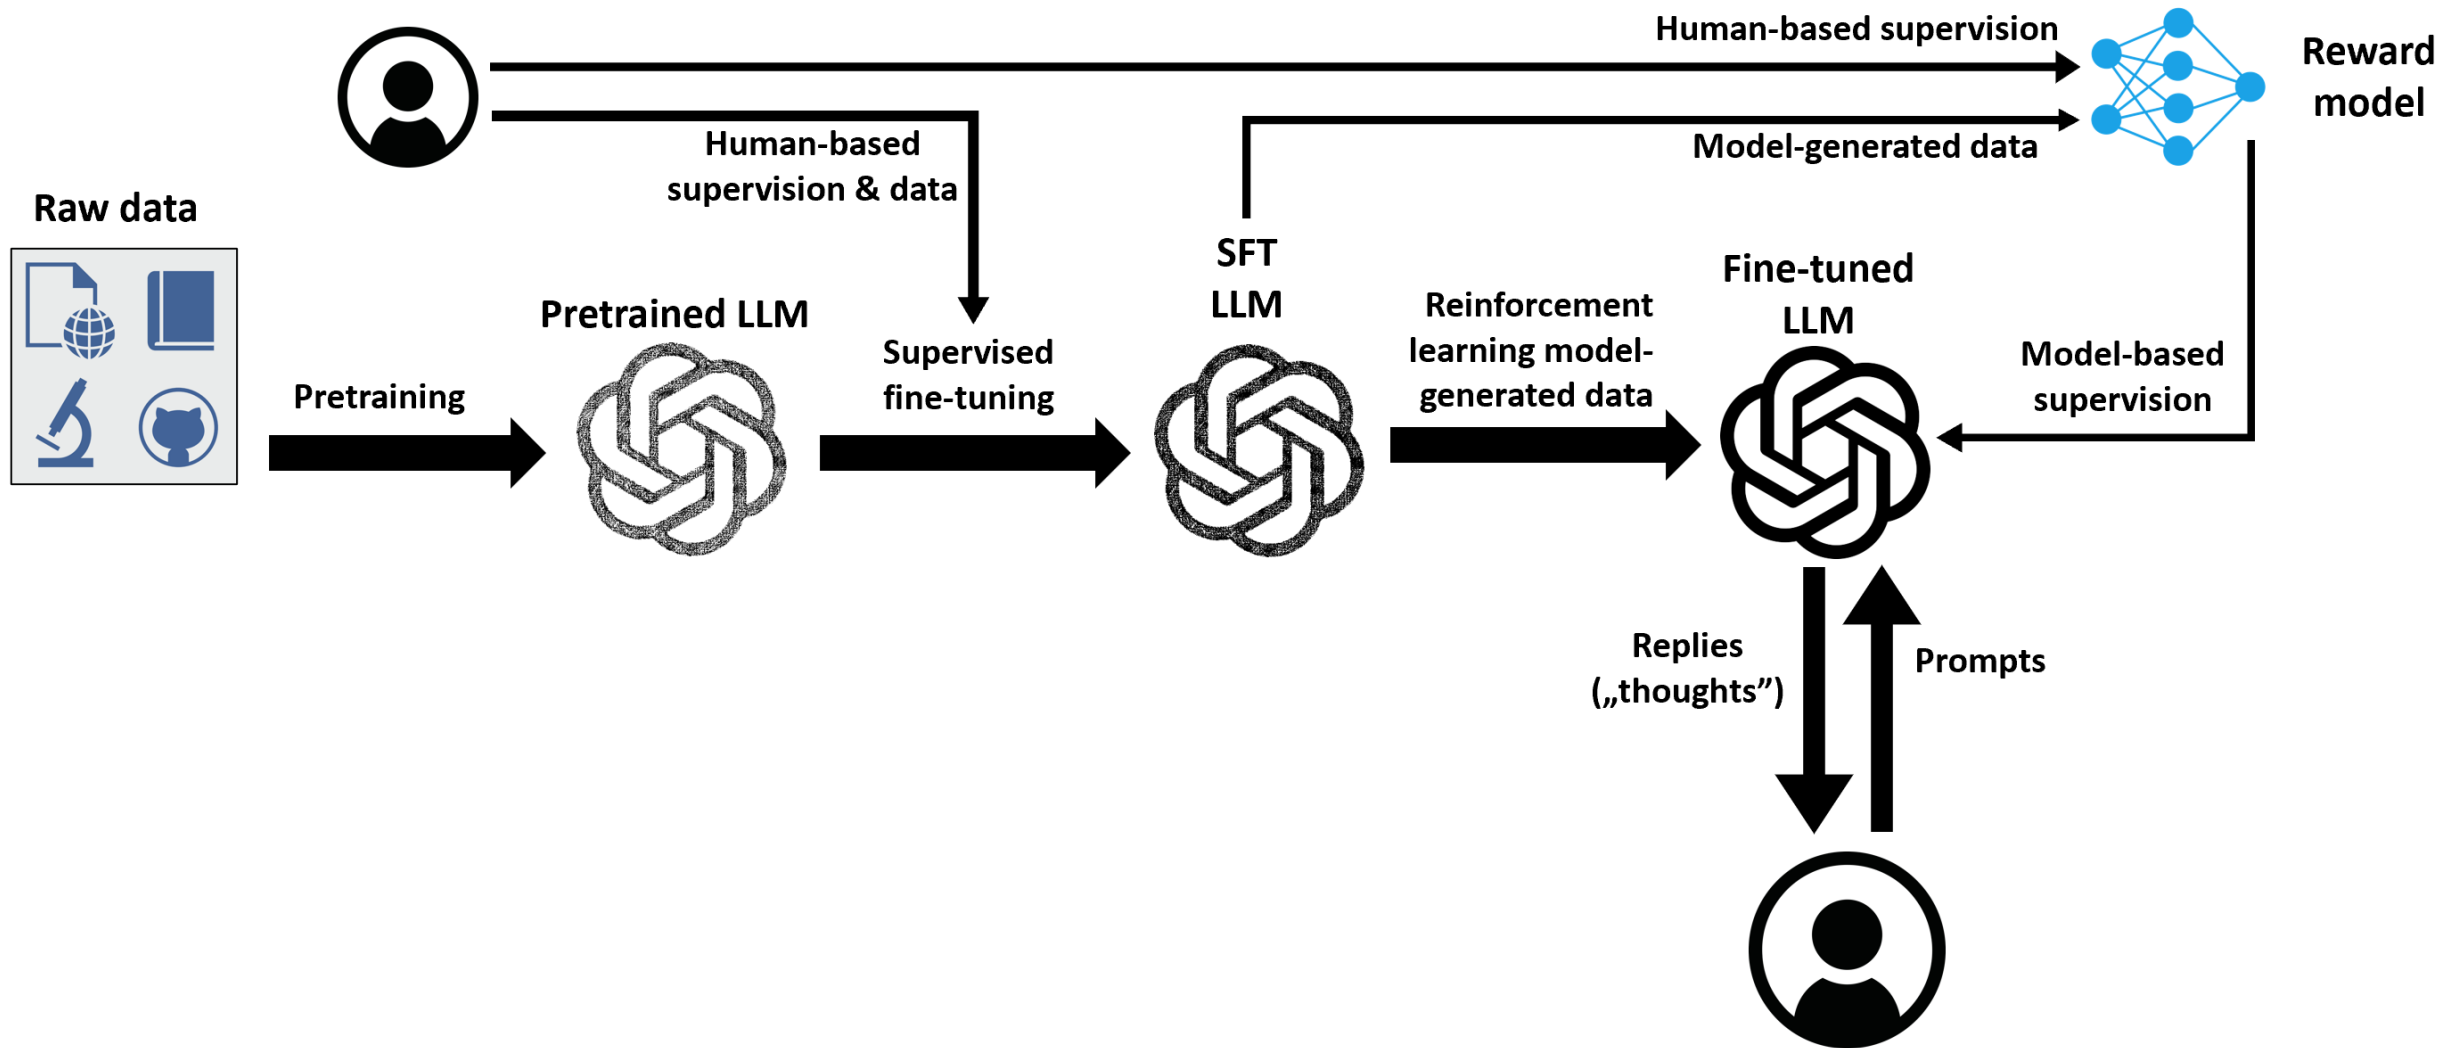 Human-based supervision
Reward
model
Human-based
supervision & data
Model-generated data
Raw data
SFT
LLM
Fine-tuned
LLM
Pretrained LLM
Reinforcement
learning model-
generated data
Supervised
fine-tuning
Model-based
supervision
Pretraining
Replies
(„thoughts”)
Prompts